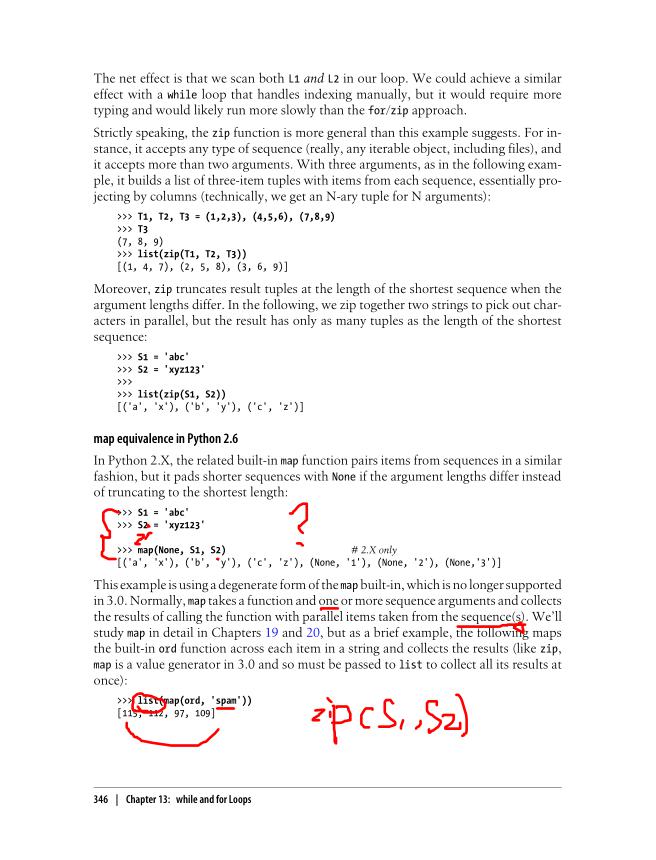 The net effect is that we scan both L1 and L2 in our loop. We could achieve a similar
effect with a while loop that handles indexing manually, but it would require more
typing and would likely run more slowly than the for/zip approach.
Strictly speaking, the zip function is more general than this example suggests. For in-
stance, it accepts any type of sequence (really, any iterable object, including files), and
it accepts more than two arguments. With three arguments, as in the following exam-
ple, it builds a list of three-item tuples with items from each sequence, essentially pro-
jecting by columns (technically, we get an N-ary tuple for N arguments):
>>> T1, T2, T3 = (1,2,3), (4,5,6), (7,8,9)
>>> T3
(7, 8, 9)
>>> list(zip(T1, T2, T3))
[(1, 4, 7), (2, 5, 8), (3, 6, 9)]
Moreover, zip truncates result tuples at the length of the shortest sequence when the
argument lengths differ. In the following, we zip together two strings to pick out char-
acters in parallel, but the result has only as many tuples as the length of the shortest
sequence:
>>> S1 = 'abc'
>>> S2 = 'xyz123'
>>>
>>> list(zip(S1, S2))
[('a', 'x'), ('b', 'y'), ('c', 'z')]
map equivalence in Python 2.6
In Python 2.X, the related built-in map function pairs items from sequences in a similar
fashion, but it pads shorter sequences with None if the argument lengths differ instead
of truncating to the shortest length:
>>> S1 = 'abc'
>>> S2 = 'xyz123'
?
>>> map(None, S1, S2) # 2.X only
[('a', 'x'), ('b', 'y'), ('c', 'z'), (None, '1'), (None, '2'), (None,'3')]
This example is using a degenerate form of the map built-in, which is no longer supported
in 3.0. Normally, map takes a function and one or more sequence arguments and collects
the results of calling the function with parallel items taken from the sequence(s). We'll
study map in detail in Chapters 19 and 20, but as a brief example, the following maps
the built-in ord function across each item in a string and collects the results (like zip,
map is a value generator in 3.0 and so must be passed to list to collect all its results at
once):
>>> list(map(ord, 'spam'))
[115, 112, 97, 109]
zip(S1,,S2)
346 | Chapter 13: while and for Loops